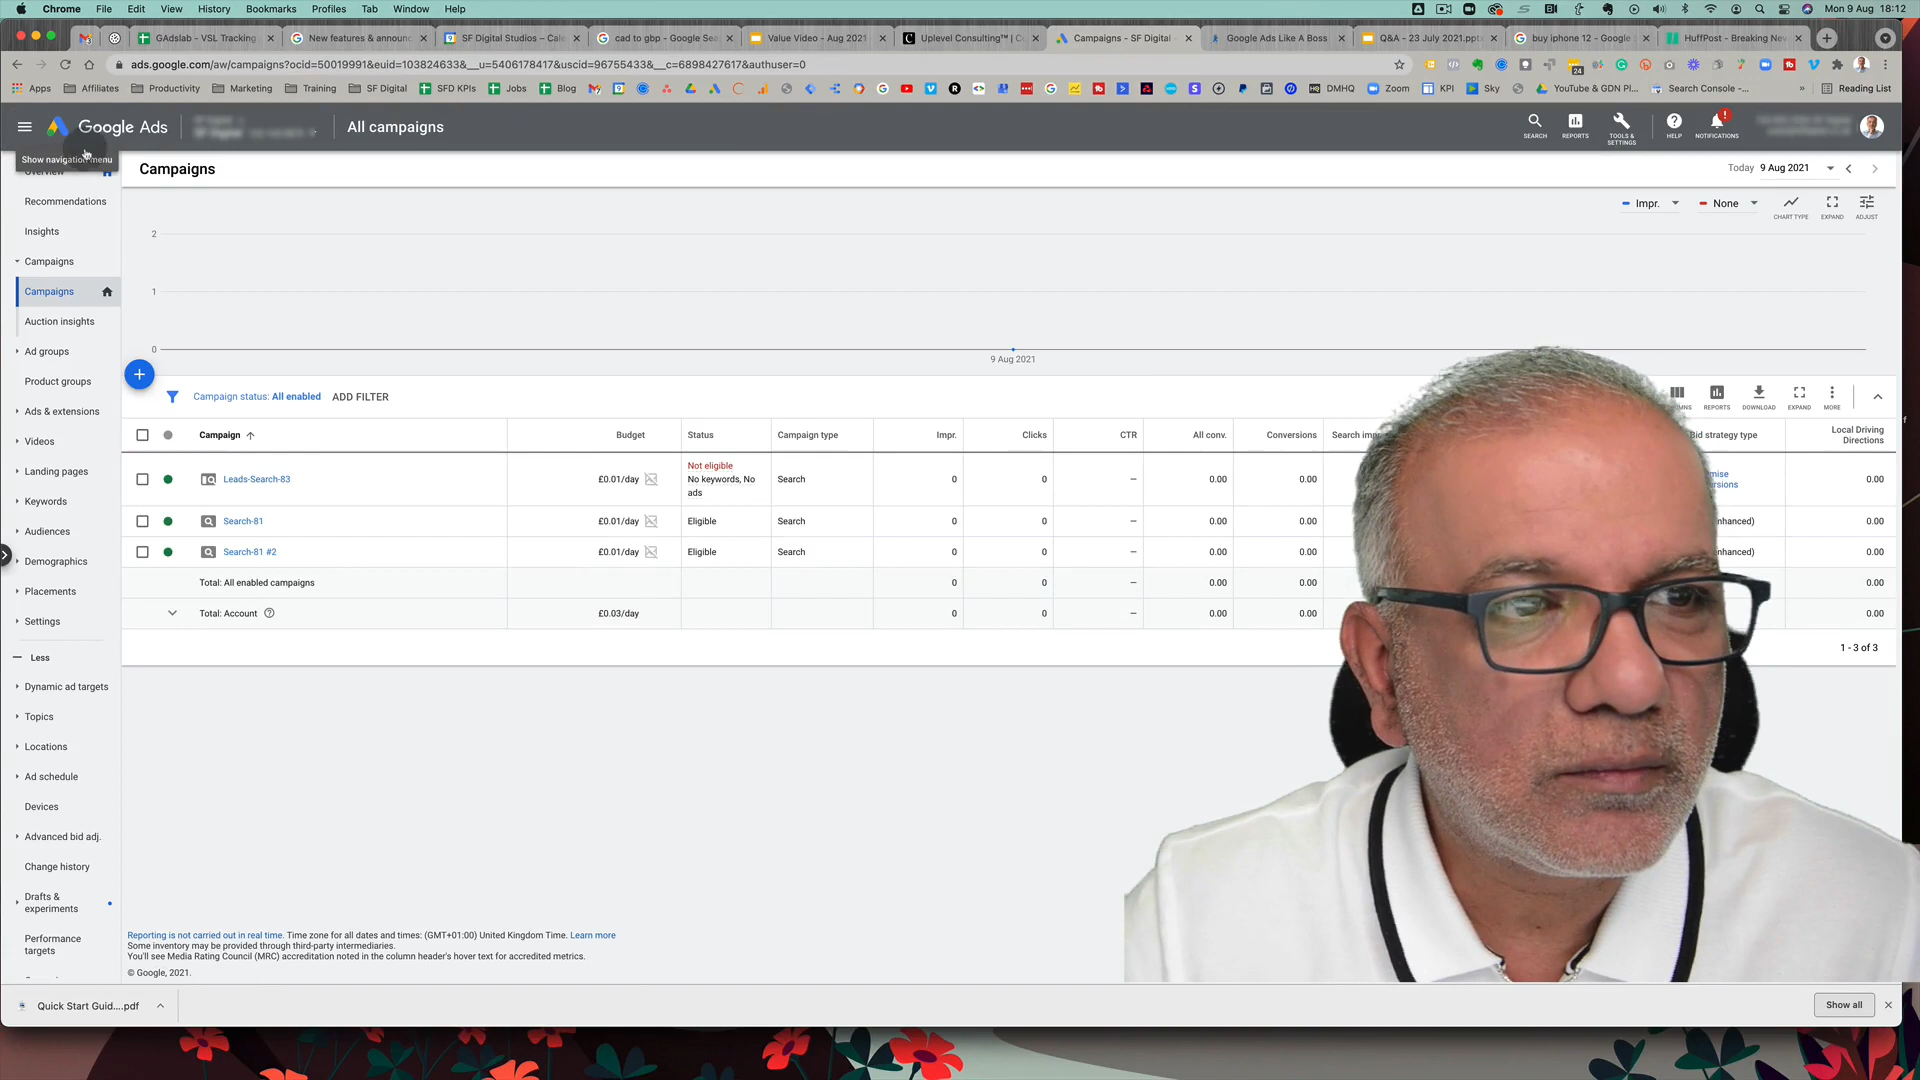 Chrome File Edit View History Bookmarks Profiles Tab Window Help Mon 9 Aug 18:12
GAdslab - VSL Tracking New features & announ SF Digital Studios – Cale cad to gbp - Google Sea Value Video - Aug 2021 Uplevel Consulting™ | C Campaigns - SF Digital - Google Ads Like A Boss Q&A - 23 July 2021.pptx buy iphone 12 - Google HuffPost - Breaking New
ads.google.com/aw/campaigns?ocid=50019991&euid=103824633&__u=5406178417&uscid=96755433&__c=6898427617&authuser=0
24
Apps Affiliates Productivity Marketing Training SF Digital SFD KPIs Jobs Blog DMHQ Zoom KPI Sky YouTube & GDN Pl... Search Console -... » Reading List
Google Ads All campaigns
SEARCH REPORTS TOOLS & SETTINGS HELP NOTIFICATIONS
Show navigation menu
Overview
Recommendations
Insights
Campaigns
Campaigns
Auction insights
Ad groups
Product groups
Ads & extensions
Videos
Landing pages
Keywords
Audiences
Demographics
Placements
Settings
Less
Dynamic ad targets
Topics
Locations
Ad schedule
Devices
Advanced bid adj.
Change history
Drafts &
experiments
Performance
targets
Campaigns Today 9 Aug 2021
Impr. None CHART TYPE EXPAND ADJUST
2
1
0
9 Aug 2021
Campaign status: All enabled ADD FILTER REPORTS DOWNLOAD EXPAND MORE
Campaign Budget Status Campaign type Impr. Clicks CTR All conv. Conversions Search imp Bid strategy type Local Driving Directions
Leads-Search-83 £0.01/day Not eligible No keywords, No ads Search 0 0 – 0.00 0.00 0.00
Search-81 £0.01/day Eligible Search 0 0 – 0.00 0.00 nhanced) 0.00
Search-81 #2 £0.01/day Eligible Search 0 0 – 0.00 0.00 nhanced) 0.00
Total: All enabled campaigns 0 0 – 0.00 0.00 0.00
Total: Account £0.03/day 0 0 – 0.00 0.00 0.00
1 - 3 of 3
Reporting is not carried out in real time. Time zone for all dates and times: (GMT+01:00) United Kingdom Time. Learn more
Some inventory may be provided through third-party intermediaries.
You'll see Media Rating Council (MRC) accreditation noted in the column header's hover text for accredited metrics.
© Google, 2021.
Quick Start Guid....pdf Show all